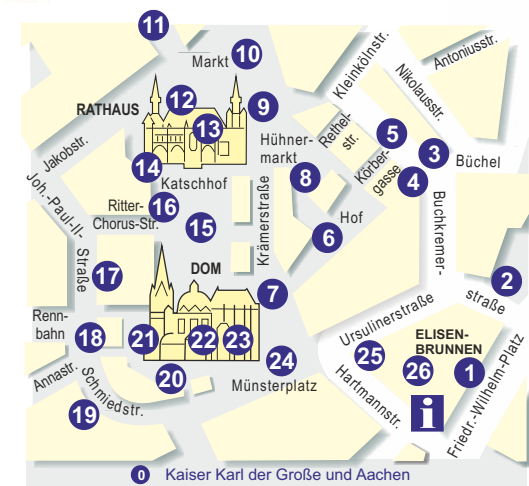 11
Markt 10
Kleinkölnstr.
Antoniusstr.
Nikolausstr.
RATHAUS
12
9
13
Hühner-
markt
Rethel-
str.
5
3
Büchel
Jakobstr.
14
Katschhof
8
Körber-
gasse
4
Joh.-Paul-II-
Straße
Ritter-
Chorus-Str.
16
15
Krämerstraße
Hof
6
Buchkremer-
straße
2
17
DOM
7
Ursulinerstraße
ELISEN-
BRUNNEN
Renn-
bahn
18
21
22
23
24
25
26
1
Annastr.
Schmiedstr.
20
Münsterplatz
Hartmannstr.
i
Friedr.-Wilhelm-Platz
19
0 Kaiser Karl der Große und Aachen